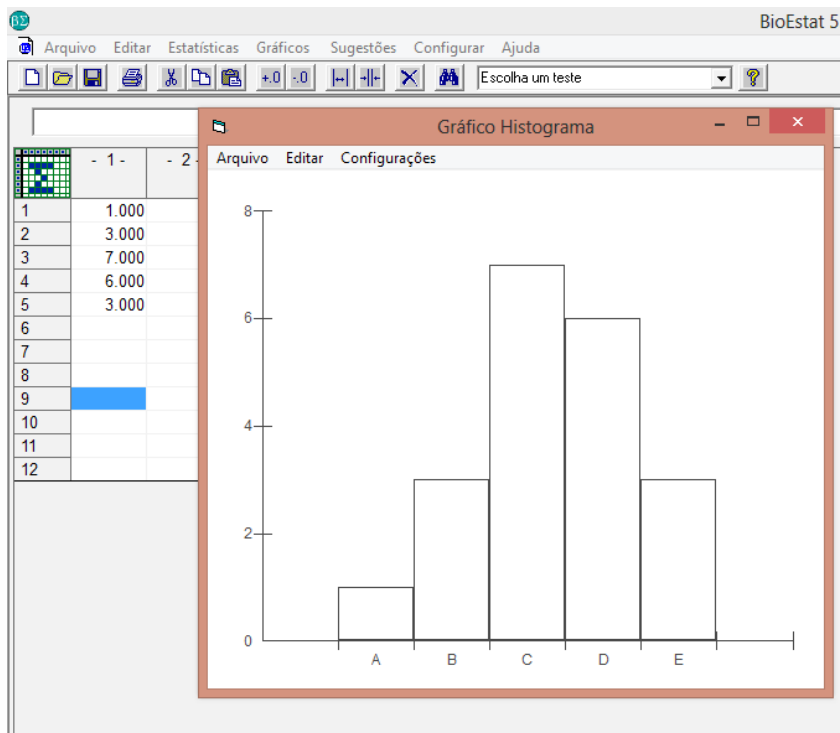 βΣ
BioEstat 5
Arquivo Editar Estatísticas Gráficos Sugestões Configurar Ajuda
+.0 -.0 Escolha um teste ?
Gráfico Histograma
Arquivo Editar Configurações
- 1 - - 2 -
1 1.000
2 3.000
3 7.000
4 6.000
5 3.000
6
7
8
9
10
11
12
8
6
4
2
0
A B C D E